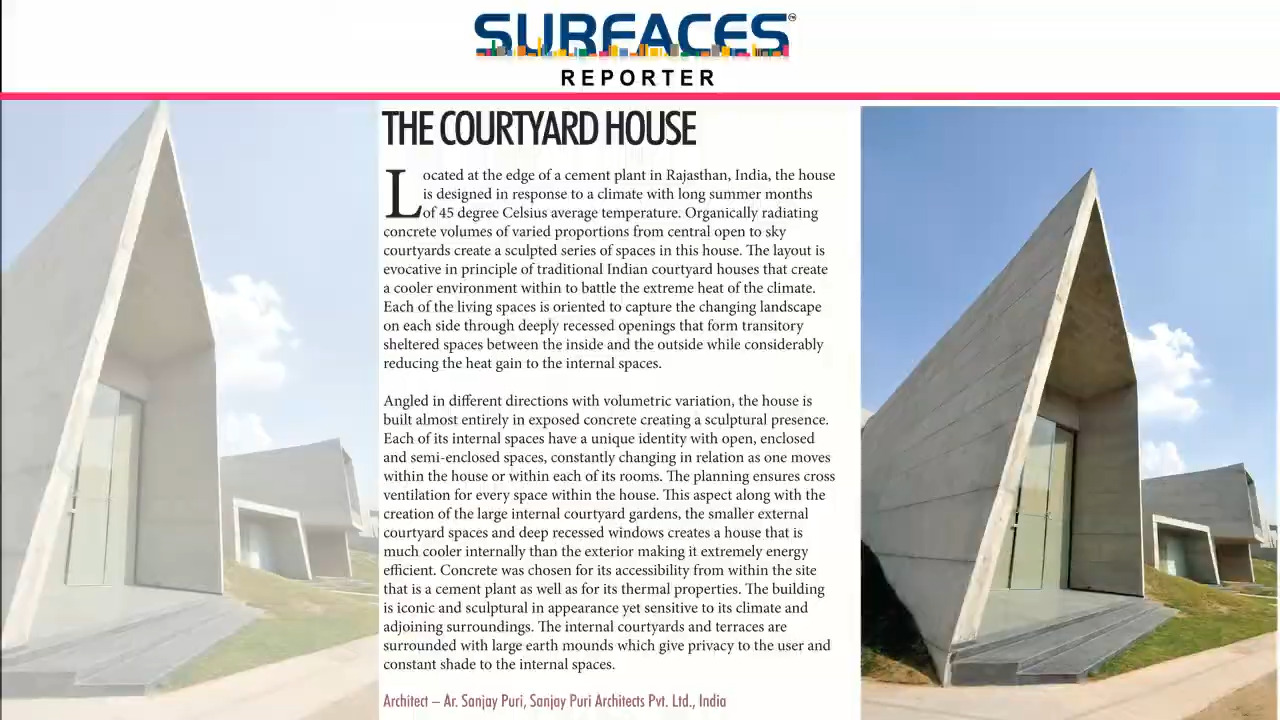 SURFACES™
REPORTER
THE COURTYARD HOUSE
Located at the edge of a cement plant in Rajasthan, India, the house
is designed in response to a climate with long summer months
of 45 degree Celsius average temperature. Organically radiating
concrete volumes of varied proportions from central open to sky
courtyards create a sculpted series of spaces in this house. The layout is
evocative in principle of traditional Indian courtyard houses that create
a cooler environment within to battle the extreme heat of the climate.
Each of the living spaces is oriented to capture the changing landscape
on each side through deeply recessed openings that form transitory
sheltered spaces between the inside and the outside while considerably
reducing the heat gain to the internal spaces.
Angled in different directions with volumetric variation, the house is
built almost entirely in exposed concrete creating a sculptural presence.
Each of its internal spaces have a unique identity with open, enclosed
and semi-enclosed spaces, constantly changing in relation as one moves
within the house or within each of its rooms. The planning ensures cross
ventilation for every space within the house. This aspect along with the
creation of the large internal courtyard gardens, the smaller external
courtyard spaces and deep recessed windows creates a house that is
much cooler internally than the exterior making it extremely energy
efficient. Concrete was chosen for its accessibility from within the site
that is a cement plant as well as for its thermal properties. The building
is iconic and sculptural in appearance yet sensitive to its climate and
adjoining surroundings. The internal courtyards and terraces are
surrounded with large earth mounds which give privacy to the user and
constant shade to the internal spaces.
Architect – Ar. Sanjay Puri, Sanjay Puri Architects Pvt. Ltd., India